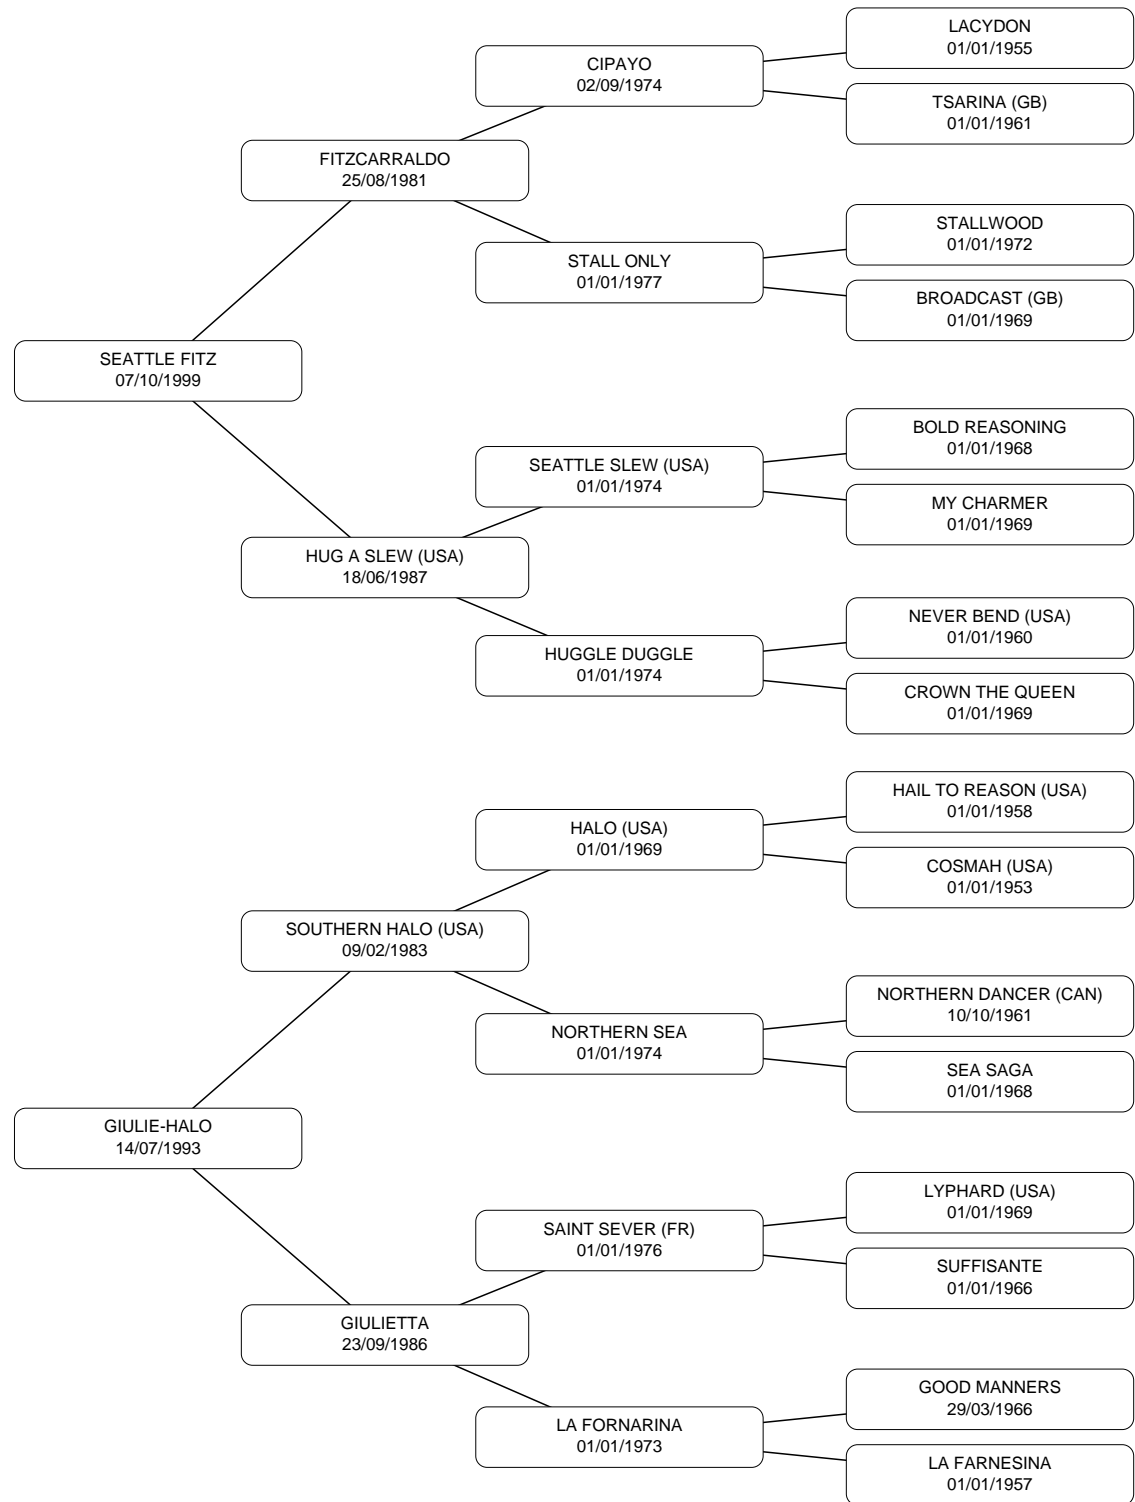 LACYDON
01/01/1955
CIPAYO
02/09/1974
TSARINA (GB)
01/01/1961
FITZCARRALDO
25/08/1981
STALLWOOD
01/01/1972
STALL ONLY
01/01/1977
BROADCAST (GB)
01/01/1969
SEATTLE FITZ
07/10/1999
BOLD REASONING
01/01/1968
SEATTLE SLEW (USA)
01/01/1974
MY CHARMER
01/01/1969
HUG A SLEW (USA)
18/06/1987
NEVER BEND (USA)
01/01/1960
HUGGLE DUGGLE
01/01/1974
CROWN THE QUEEN
01/01/1969
HAIL TO REASON (USA)
01/01/1958
HALO (USA)
01/01/1969
COSMAH (USA)
01/01/1953
SOUTHERN HALO (USA)
09/02/1983
NORTHERN DANCER (CAN)
10/10/1961
NORTHERN SEA
01/01/1974
SEA SAGA
01/01/1968
GIULIE-HALO
14/07/1993
LYPHARD (USA)
01/01/1969
SAINT SEVER (FR)
01/01/1976
SUFFISANTE
01/01/1966
GIULIETTA
23/09/1986
GOOD MANNERS
29/03/1966
LA FORNARINA
01/01/1973
LA FARNESINA
01/01/1957